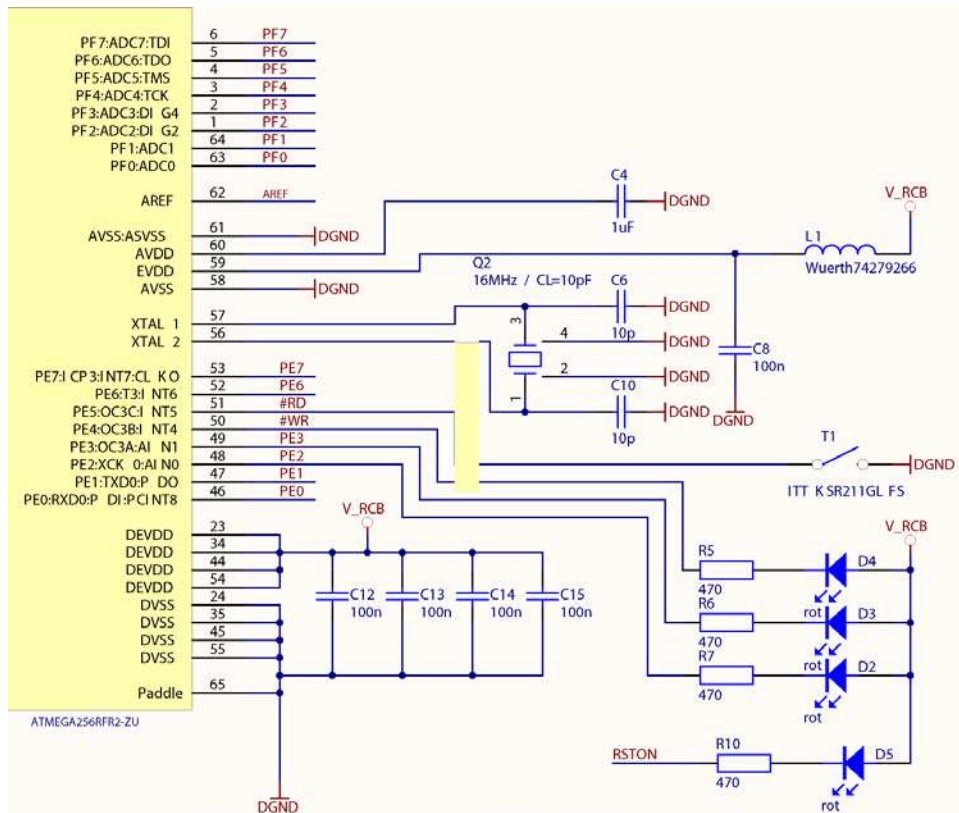 PF7:ADC7:TDI 6 PF7
PF6:ADC6:TDO 5 PF6
PF5:ADC5:TMS 4 PF5
PF4:ADC4:TCK 3 PF4
PF3:ADC3:DI G4 2 PF3
PF2:ADC2:DI G2 1 PF2
PF1:ADC1 64 PF1
PF0:ADC0 63 PF0
AREF 62 AREF
AVSS:ASVSS 61 DGND
AVDD 60
EVDD 59
AVSS 58 DGND
C4
1uF
DGND
V_RCB
L1
Wuerth74279266
Q2
16MHz / CL=10pF
XTAL 1 57
XTAL 2 56
C6
10p
DGND
3
4
DGND
2
DGND
1
C10
10p
DGND
C8
100n
DGND
PE7:I CP3:INT7:CL KO 53 PE7
PE6:T3:I NT6 52 PE6
PE5:OC3C:I NT5 51 #RD
PE4:OC3B:I NT4 50 #WR
PE3:OC3A:AI N1 49 PE3
PE2:XCK 0:AIN0 48 PE2
PE1:TXD0:P DO 47 PE1
PE0:RXD0:P DI:PCINT8 46 PE0
T1
DGND
ITT KSR211GL FS
DEVDD 23
DEVDD 34
DEVDD 44
DEVDD 54
DVSS 24
DVSS 35
DVSS 45
DVSS 55
Paddle 65
V_RCB
C12
100n
C13
100n
C14
100n
C15
100n
V_RCB
R5
470
D4
rot
R6
470
D3
rot
R7
470
D2
rot
RSTON
R10
470
D5
rot
ATMEGA256RFR2-ZU
DGND